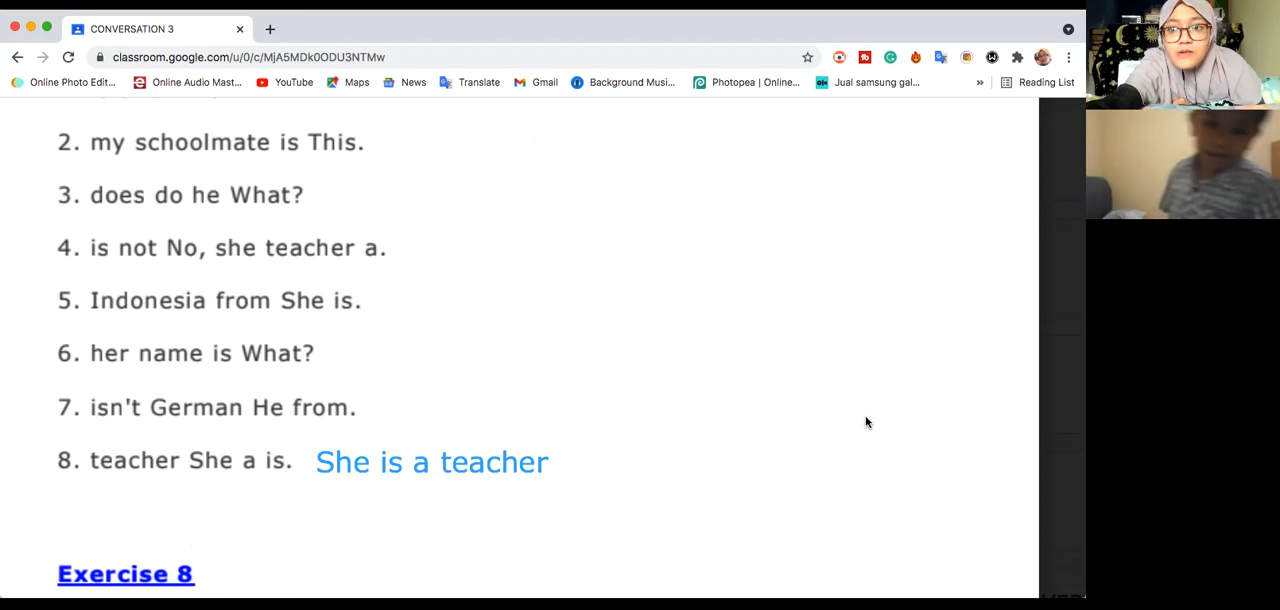 CONVERSATION 3
classroom.google.com/u/0/c/MjA5MDk0ODU3NTMw
Online Photo Edit... Online Audio Mast... YouTube Maps News Translate Gmail Background Musi... Photopea | Online... Jual samsung gal... » Reading List
2. my schoolmate is This.
3. does do he What?
4. is not No, she teacher a.
5. Indonesia from She is.
6. her name is What?
7. isn't German He from.
8. teacher She a is. She is a teacher
Exercise 8